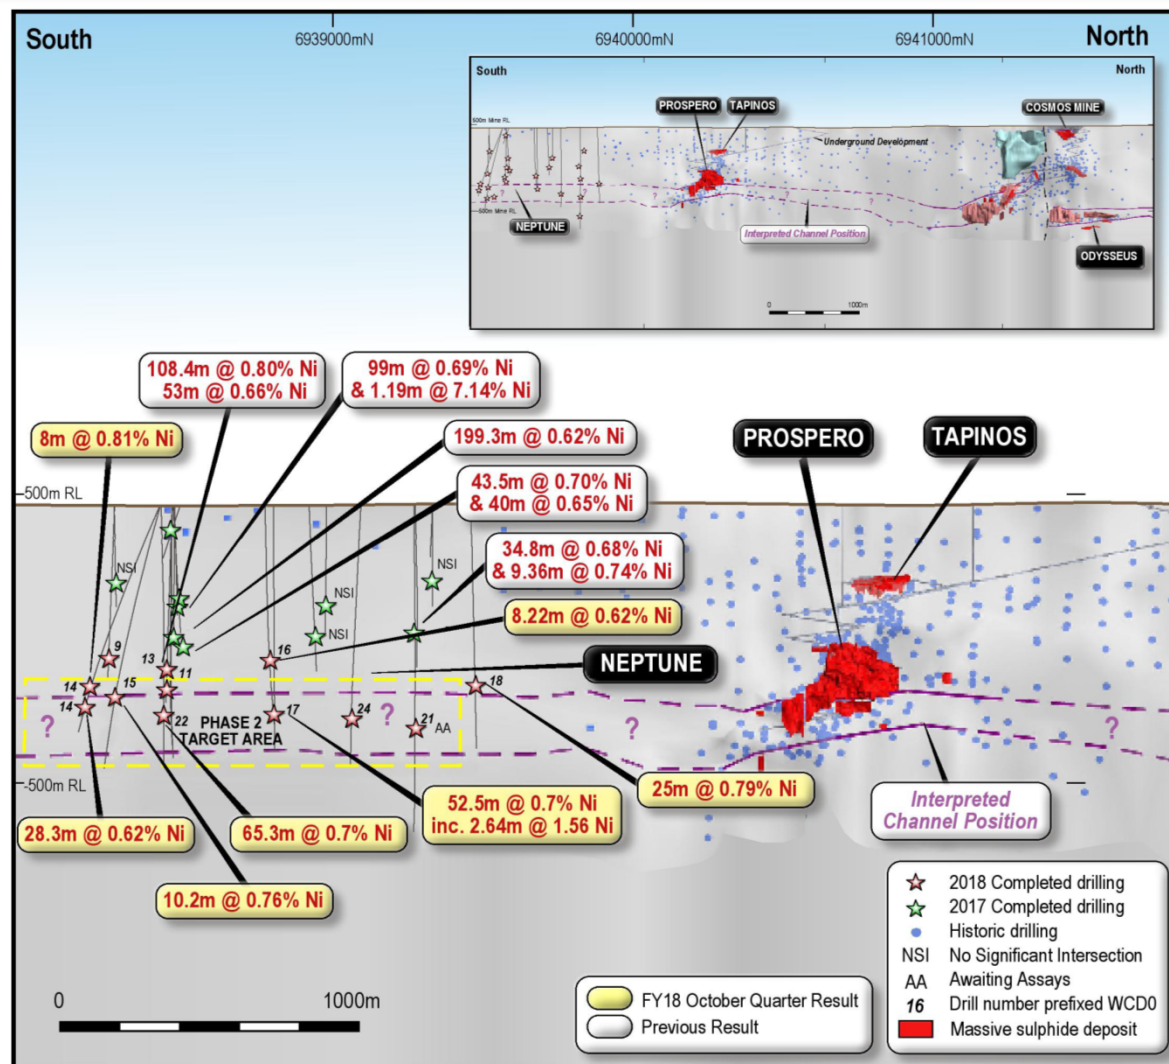 South
6939000mN
6940000mN
6941000mN
North
South
North
500m Mine RL
PROSPERO
TAPINOS
COSMOS MINE
Underground Development
?
-500m Mine RL
NEPTUNE
?
?
Interpreted Channel Position
ODYSSEUS
0
1000m
108.4m @ 0.80% Ni
53m @ 0.66% Ni
99m @ 0.69% Ni
& 1.19m @ 7.14% Ni
8m @ 0.81% Ni
199.3m @ 0.62% Ni
PROSPERO
TAPINOS
43.5m @ 0.70% Ni
& 40m @ 0.65% Ni
500m RL
34.8m @ 0.68% Ni
& 9.36m @ 0.74% Ni
NSI
NSI
NSI
NSI
8.22m @ 0.62% Ni
9
13
16
NEPTUNE
14
15
11
18
14
22
17
24
21
AA
?
PHASE 2
TARGET AREA
?
?
?
-500m RL
28.3m @ 0.62% Ni
65.3m @ 0.7% Ni
52.5m @ 0.7% Ni
inc. 2.64m @ 1.56 Ni
25m @ 0.79% Ni
Interpreted
Channel Position
10.2m @ 0.76% Ni
0
1000m
FY18 October Quarter Result
Previous Result
2018 Completed drilling
2017 Completed drilling
Historic drilling
NSI No Significant Intersection
AA Awaiting Assays
16 Drill number prefixed WCD0
Massive sulphide deposit